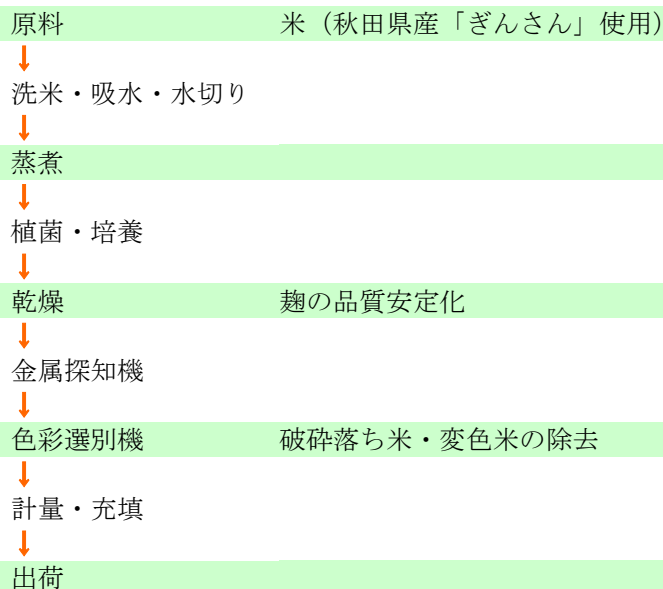 原料 米（秋田県産「ぎんさん」使用）
↓
洗米・吸水・水切り
↓
蒸煮
↓
植菌・培養
↓
乾燥 麹の品質安定化
↓
金属探知機
↓
色彩選別機 破砕落ち米・変色米の除去
↓
計量・充填
↓
出荷